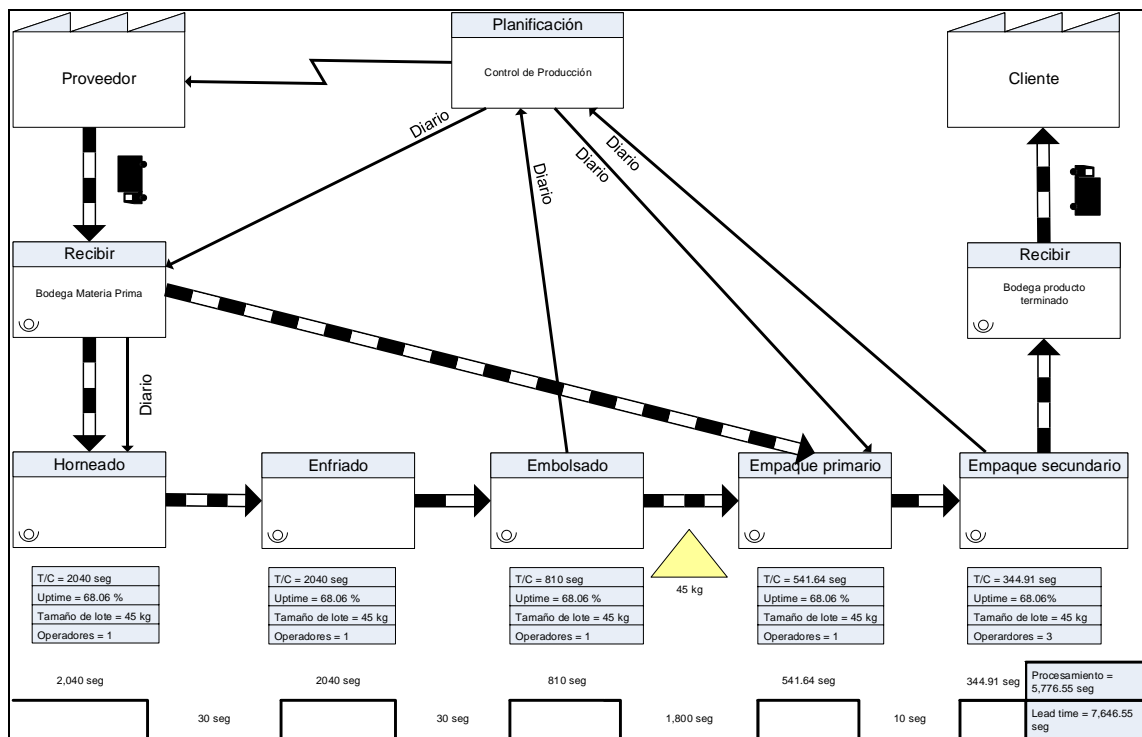 Planificación
Control de Producción
Proveedor
Cliente
Diario
Diario
Diario
Diario
Recibir
Bodega Materia Prima
Recibir
Bodega producto
terminado
Diario
Horneado
Enfriado
Embolsado
Empaque primario
Empaque secundario
45 kg
T/C = 2040 seg
Uptime = 68.06 %
Tamaño de lote = 45 kg
Operadores = 1
T/C = 2040 seg
Uptime = 68.06 %
Tamaño de lote = 45 kg
Operadores = 1
T/C = 810 seg
Uptime = 68.06 %
Tamaño de lote = 45 kg
Operadores = 1
T/C = 541.64 seg
Uptime = 68.06 %
Tamaño de lote = 45 kg
Operadores = 1
T/C = 344.91 seg
Uptime = 68.06%
Tamaño de lote = 45 kg
Operardores = 3
2,040 seg
2040 seg
810 seg
541.64 seg
344.91 seg
Procesamiento =
5,776.55 seg
30 seg
30 seg
1,800 seg
10 seg
Lead time = 7,646.55
seg